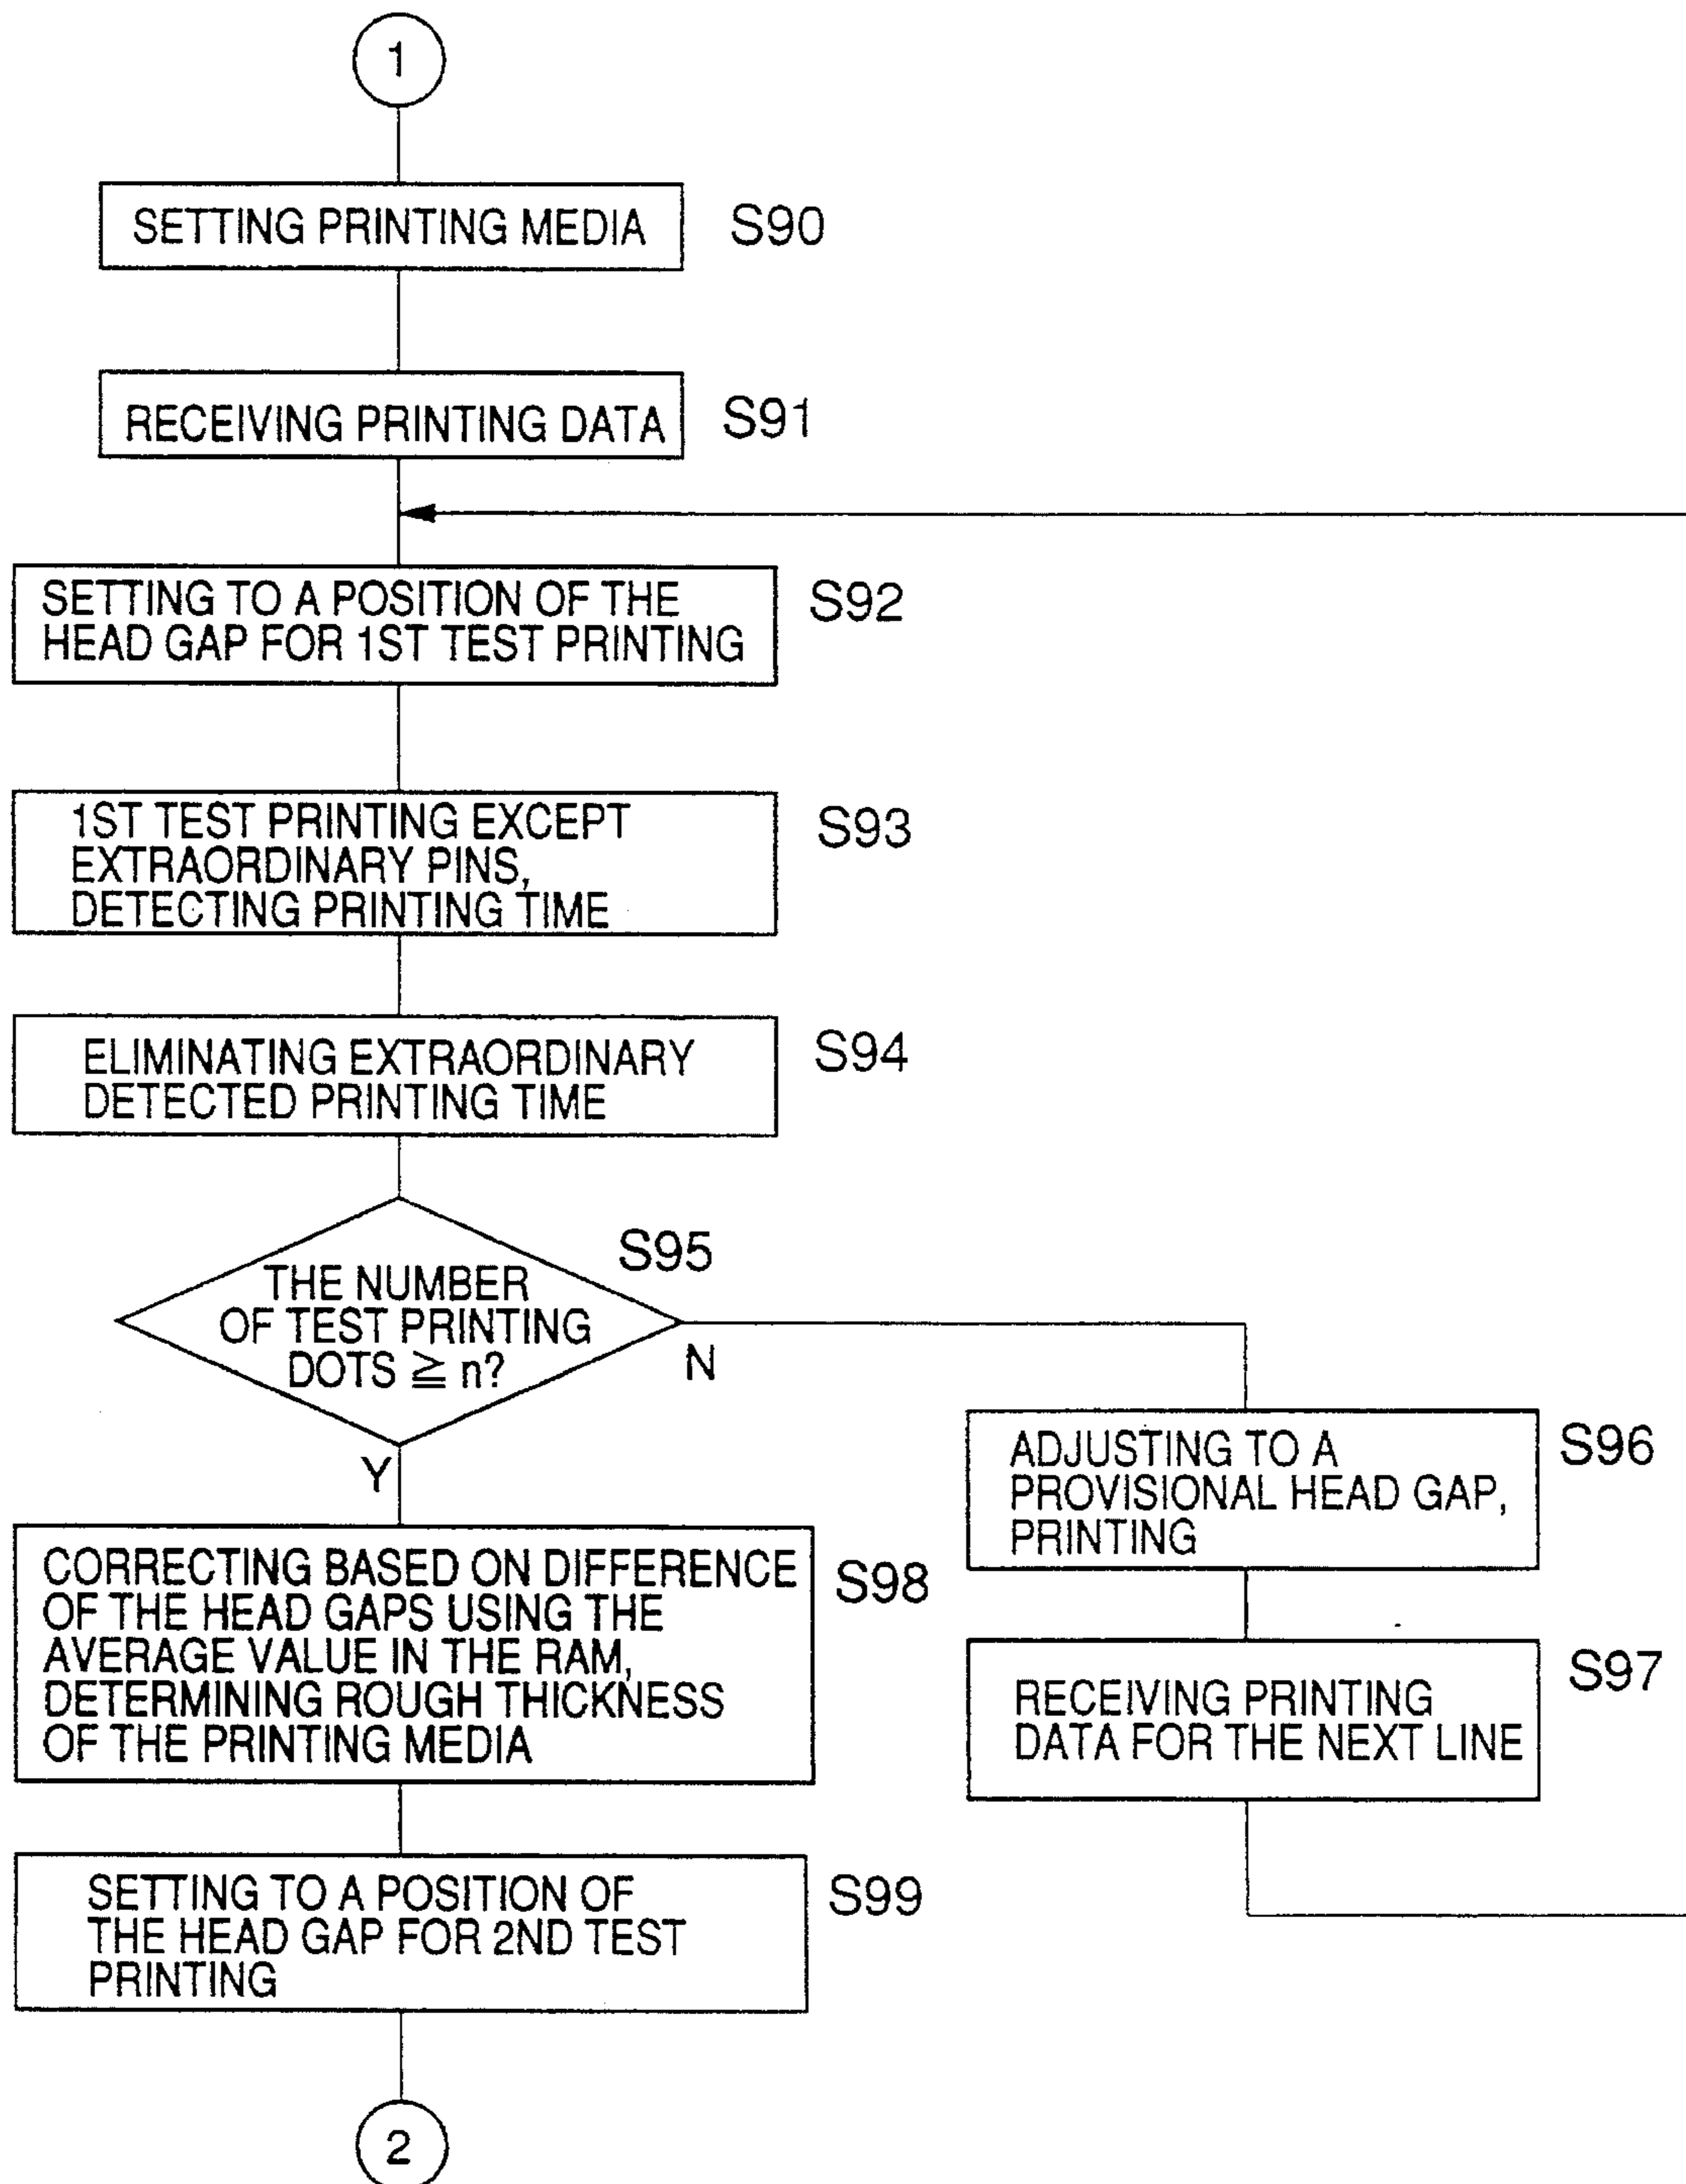 1
SETTING PRINTING MEDIA
S90
RECEIVING PRINTING DATA
S91
SETTING TO A POSITION OF THE
HEAD GAP FOR 1ST TEST PRINTING
S92
1ST TEST PRINTING EXCEPT
EXTRAORDINARY PINS,
DETECTING PRINTING TIME
S93
ELIMINATING EXTRAORDINARY
DETECTED PRINTING TIME
S94
THE NUMBER
OF TEST PRINTING
DOTS ≧ n?
S95
N
Y
ADJUSTING TO A
PROVISIONAL HEAD GAP,
PRINTING
S96
RECEIVING PRINTING
DATA FOR THE NEXT LINE
S97
CORRECTING BASED ON DIFFERENCE
OF THE HEAD GAPS USING THE
AVERAGE VALUE IN THE RAM,
DETERMINING ROUGH THICKNESS
OF THE PRINTING MEDIA
S98
SETTING TO A POSITION OF
THE HEAD GAP FOR 2ND TEST
PRINTING
S99
2